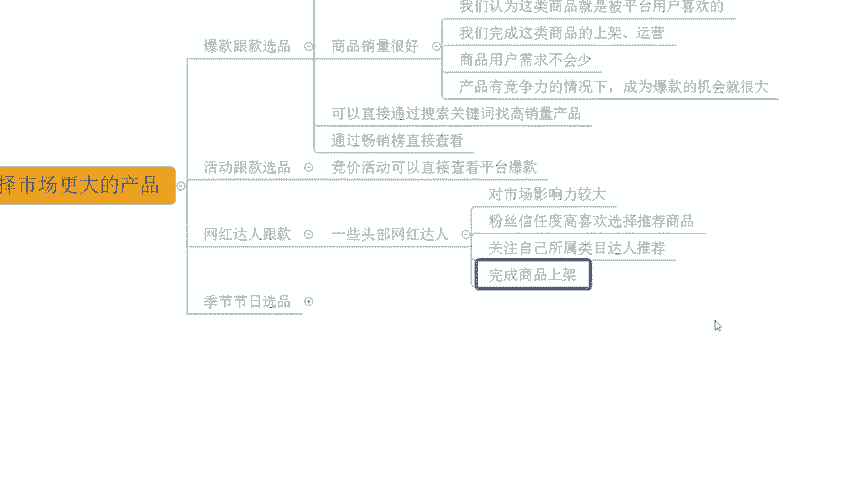 我们认为这类商品就是被平台用户喜欢的
我们完成这类商品的上架、运营
爆款跟款选品
商品销量很好
商品用户需求不会少
产品有竞争力的情况下，成为爆款的机会就很大
可以直接通过搜索关键词找高销量产品
通过畅销榜直接查看
活动跟款选品
竞价活动可以直接查看平台爆款
择市场更大的产品
对市场影响力较大
粉丝信任度高喜欢选择推荐商品
网红达人跟款
一些头部网红达人
关注自己所属类目达人推荐
完成商品上架
季节节日选品